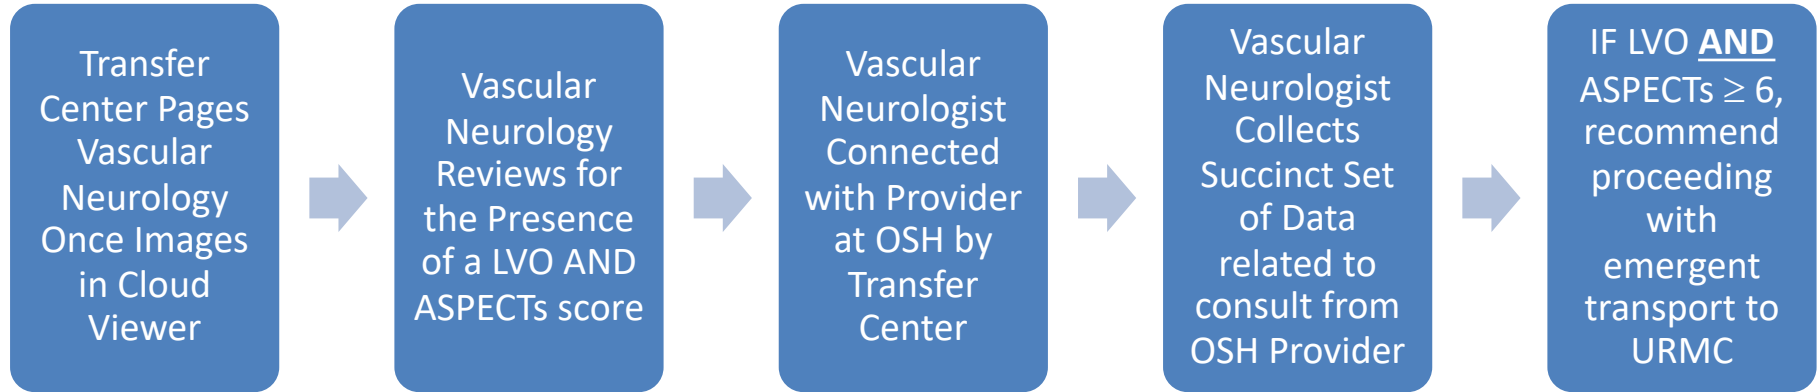 Transfer
Center Pages
Vascular
Neurology
Once Images
in Cloud
Viewer
Vascular
Neurology
Reviews for
the Presence
of a LVO AND
ASPECTs score
Vascular
Neurologist
Connected
with Provider
at OSH by
Transfer
Center
Vascular
Neurologist
Collects
Succinct Set
of Data
related to
consult from
OSH Provider
IF LVO AND
ASPECTs ≥ 6,
recommend
proceeding
with
emergent
transport to
URMC